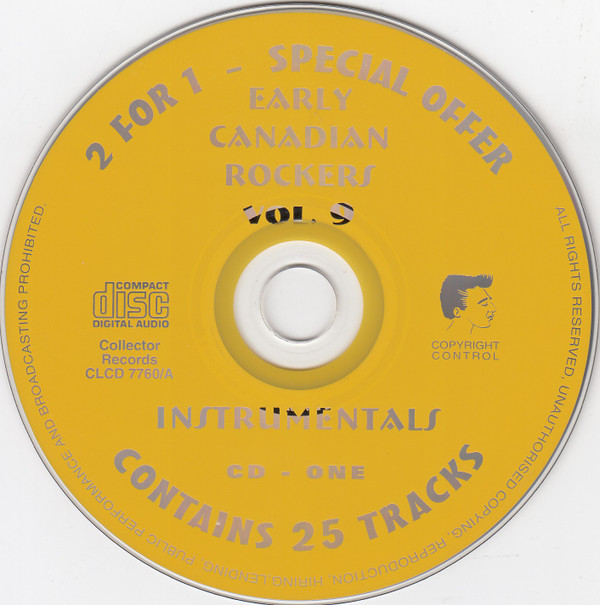 2 FOR 1 - SPECIAL OFFER
EARLY
CANADIAN
ROCKERS
VOL. 9
COMPACT
disc
DIGITAL AUDIO
Collector
Records
CLCD 7760/A
COPYRIGHT
CONTROL
INSTRUMENTALS
CD - ONE
CONTAINS 25 TRACKS
ALL RIGHTS RESERVED. UNAUTHORISED COPYING, REPRODUCTION, HIRING, LENDING, PUBLIC PERFORMANCE AND BROADCASTING PROHIBITED.